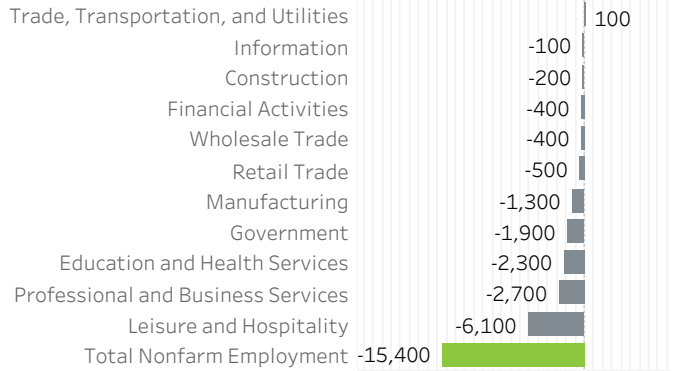 Trade, Transportation, and Utilities 100
Information -100
Construction -200
Financial Activities -400
Wholesale Trade -400
Retail Trade -500
Manufacturing -1,300
Government -1,900
Education and Health Services -2,300
Professional and Business Services -2,700
Leisure and Hospitality -6,100
Total Nonfarm Employment -15,400